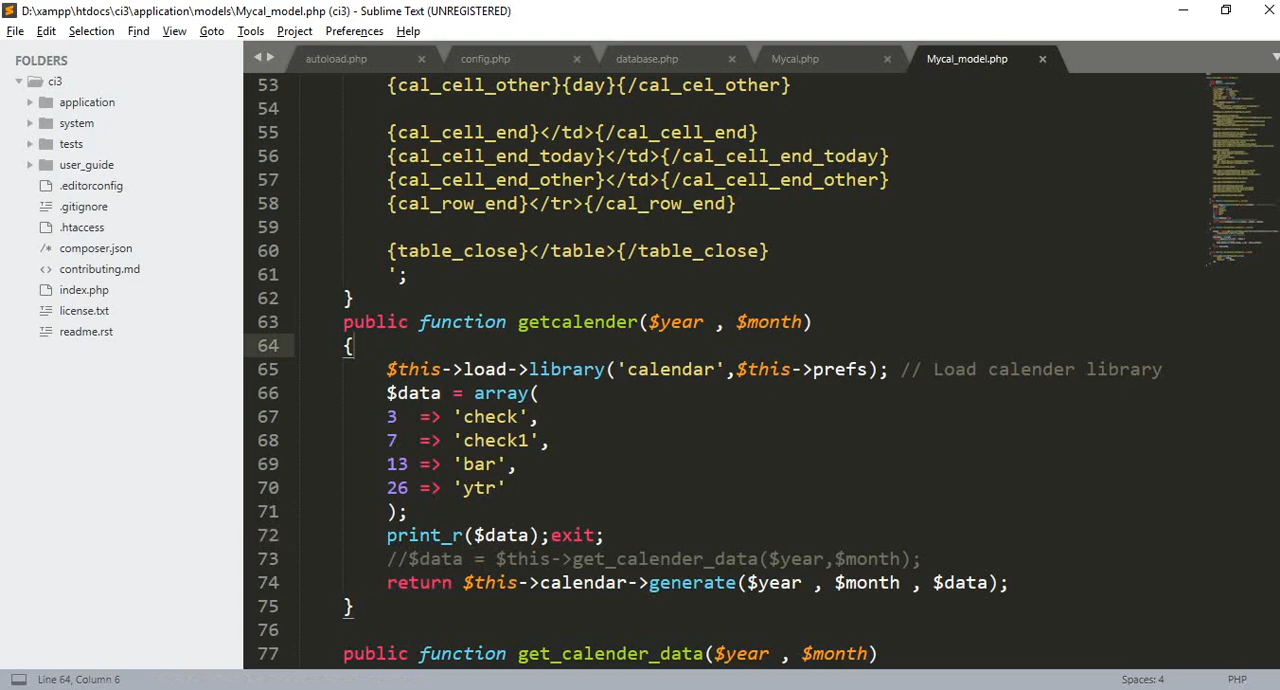 D:\xampp\htdocs\ci3\application\models\Mycal_model.php (ci3) - Sublime Text (UNREGISTERED)
File Edit Selection Find View Goto Tools Project Preferences Help
FOLDERS
ci3
application
system
tests
user_guide
.editorconfig
.gitignore
.htaccess
/* composer.json
<> contributing.md
index.php
license.txt
readme.rst
autoload.php × config.php × database.php × Mycal.php × Mycal_model.php ×
53 {cal_cell_other}{day}{/cal_cel_other}
54
55 {cal_cell_end}</td>{/cal_cell_end}
56 {cal_cell_end_today}</td>{/cal_cell_end_today}
57 {cal_cell_end_other}</td>{/cal_cell_end_other}
58 {cal_row_end}</tr>{/cal_row_end}
59
60 {table_close}</table>{/table_close}
61 ';
62 }
63 public function getcalender($year , $month)
64 {
65 $this->load->library('calendar',$this->prefs); // Load calender library
66 $data = array(
67 3 => 'check',
68 7 => 'check1',
69 13 => 'bar',
70 26 => 'ytr'
71 );
72 print_r($data);exit;
73 //$data = $this->get_calender_data($year,$month);
74 return $this->calendar->generate($year , $month , $data);
75 }
76
77 public function get_calender_data($year , $month)
Line 64, Column 6 Spaces: 4 PHP